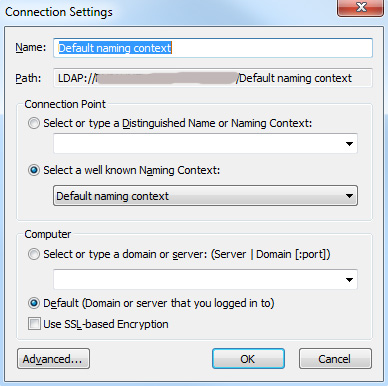 Connection Settings
Name: Default naming context
Path: LDAP:// /Default naming context
Connection Point
Select or type a Distinguished Name or Naming Context:
Select a well known Naming Context:
Default naming context
Computer
Select or type a domain or server: (Server | Domain [:port])
Default (Domain or server that you logged in to)
Use SSL-based Encryption
Advanced... OK Cancel